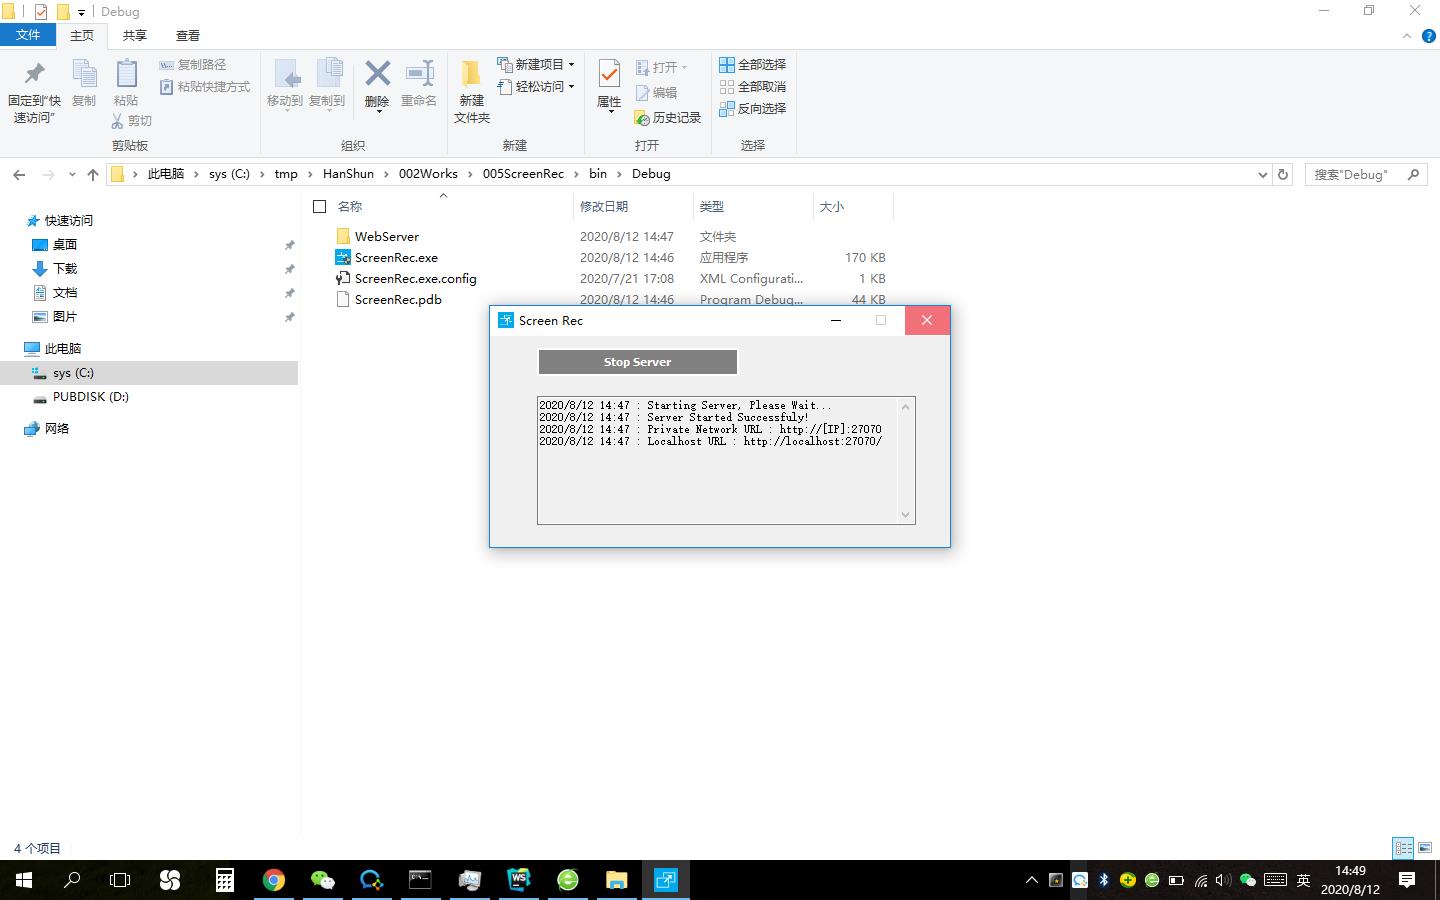 Debug
文件
主页
共享
查看
固定到"快
速访问"
复制
粘贴
复制路径
粘贴快捷方式
剪切
剪贴板
移动到
复制到
删除
重命名
组织
新建
文件夹
新建项目
轻松访问
新建
属性
打开
编辑
历史记录
打开
全部选择
全部取消
反向选择
选择
此电脑 sys (C:) tmp HanShun 002Works 005ScreenRec bin Debug
搜索"Debug"
名称 修改日期 类型 大小
快速访问
桌面
下载
文档
图片
此电脑
sys (C:)
PUBDISK (D:)
网络
WebServer 2020/8/12 14:47 文件夹
ScreenRec.exe 2020/8/12 14:46 应用程序 170 KB
ScreenRec.exe.config 2020/7/21 17:08 XML Configurati... 1 KB
ScreenRec.pdb 2020/8/12 14:46 Program Debug... 44 KB
Screen Rec
Stop Server
2020/8/12 14:47 : Starting Server, Please Wait...
2020/8/12 14:47 : Server Started Successfuly!
2020/8/12 14:47 : Private Network URL : http://[IP]:27070
2020/8/12 14:47 : Localhost URL : http://localhost:27070/
4 个项目
WS
英
14:49
2020/8/12